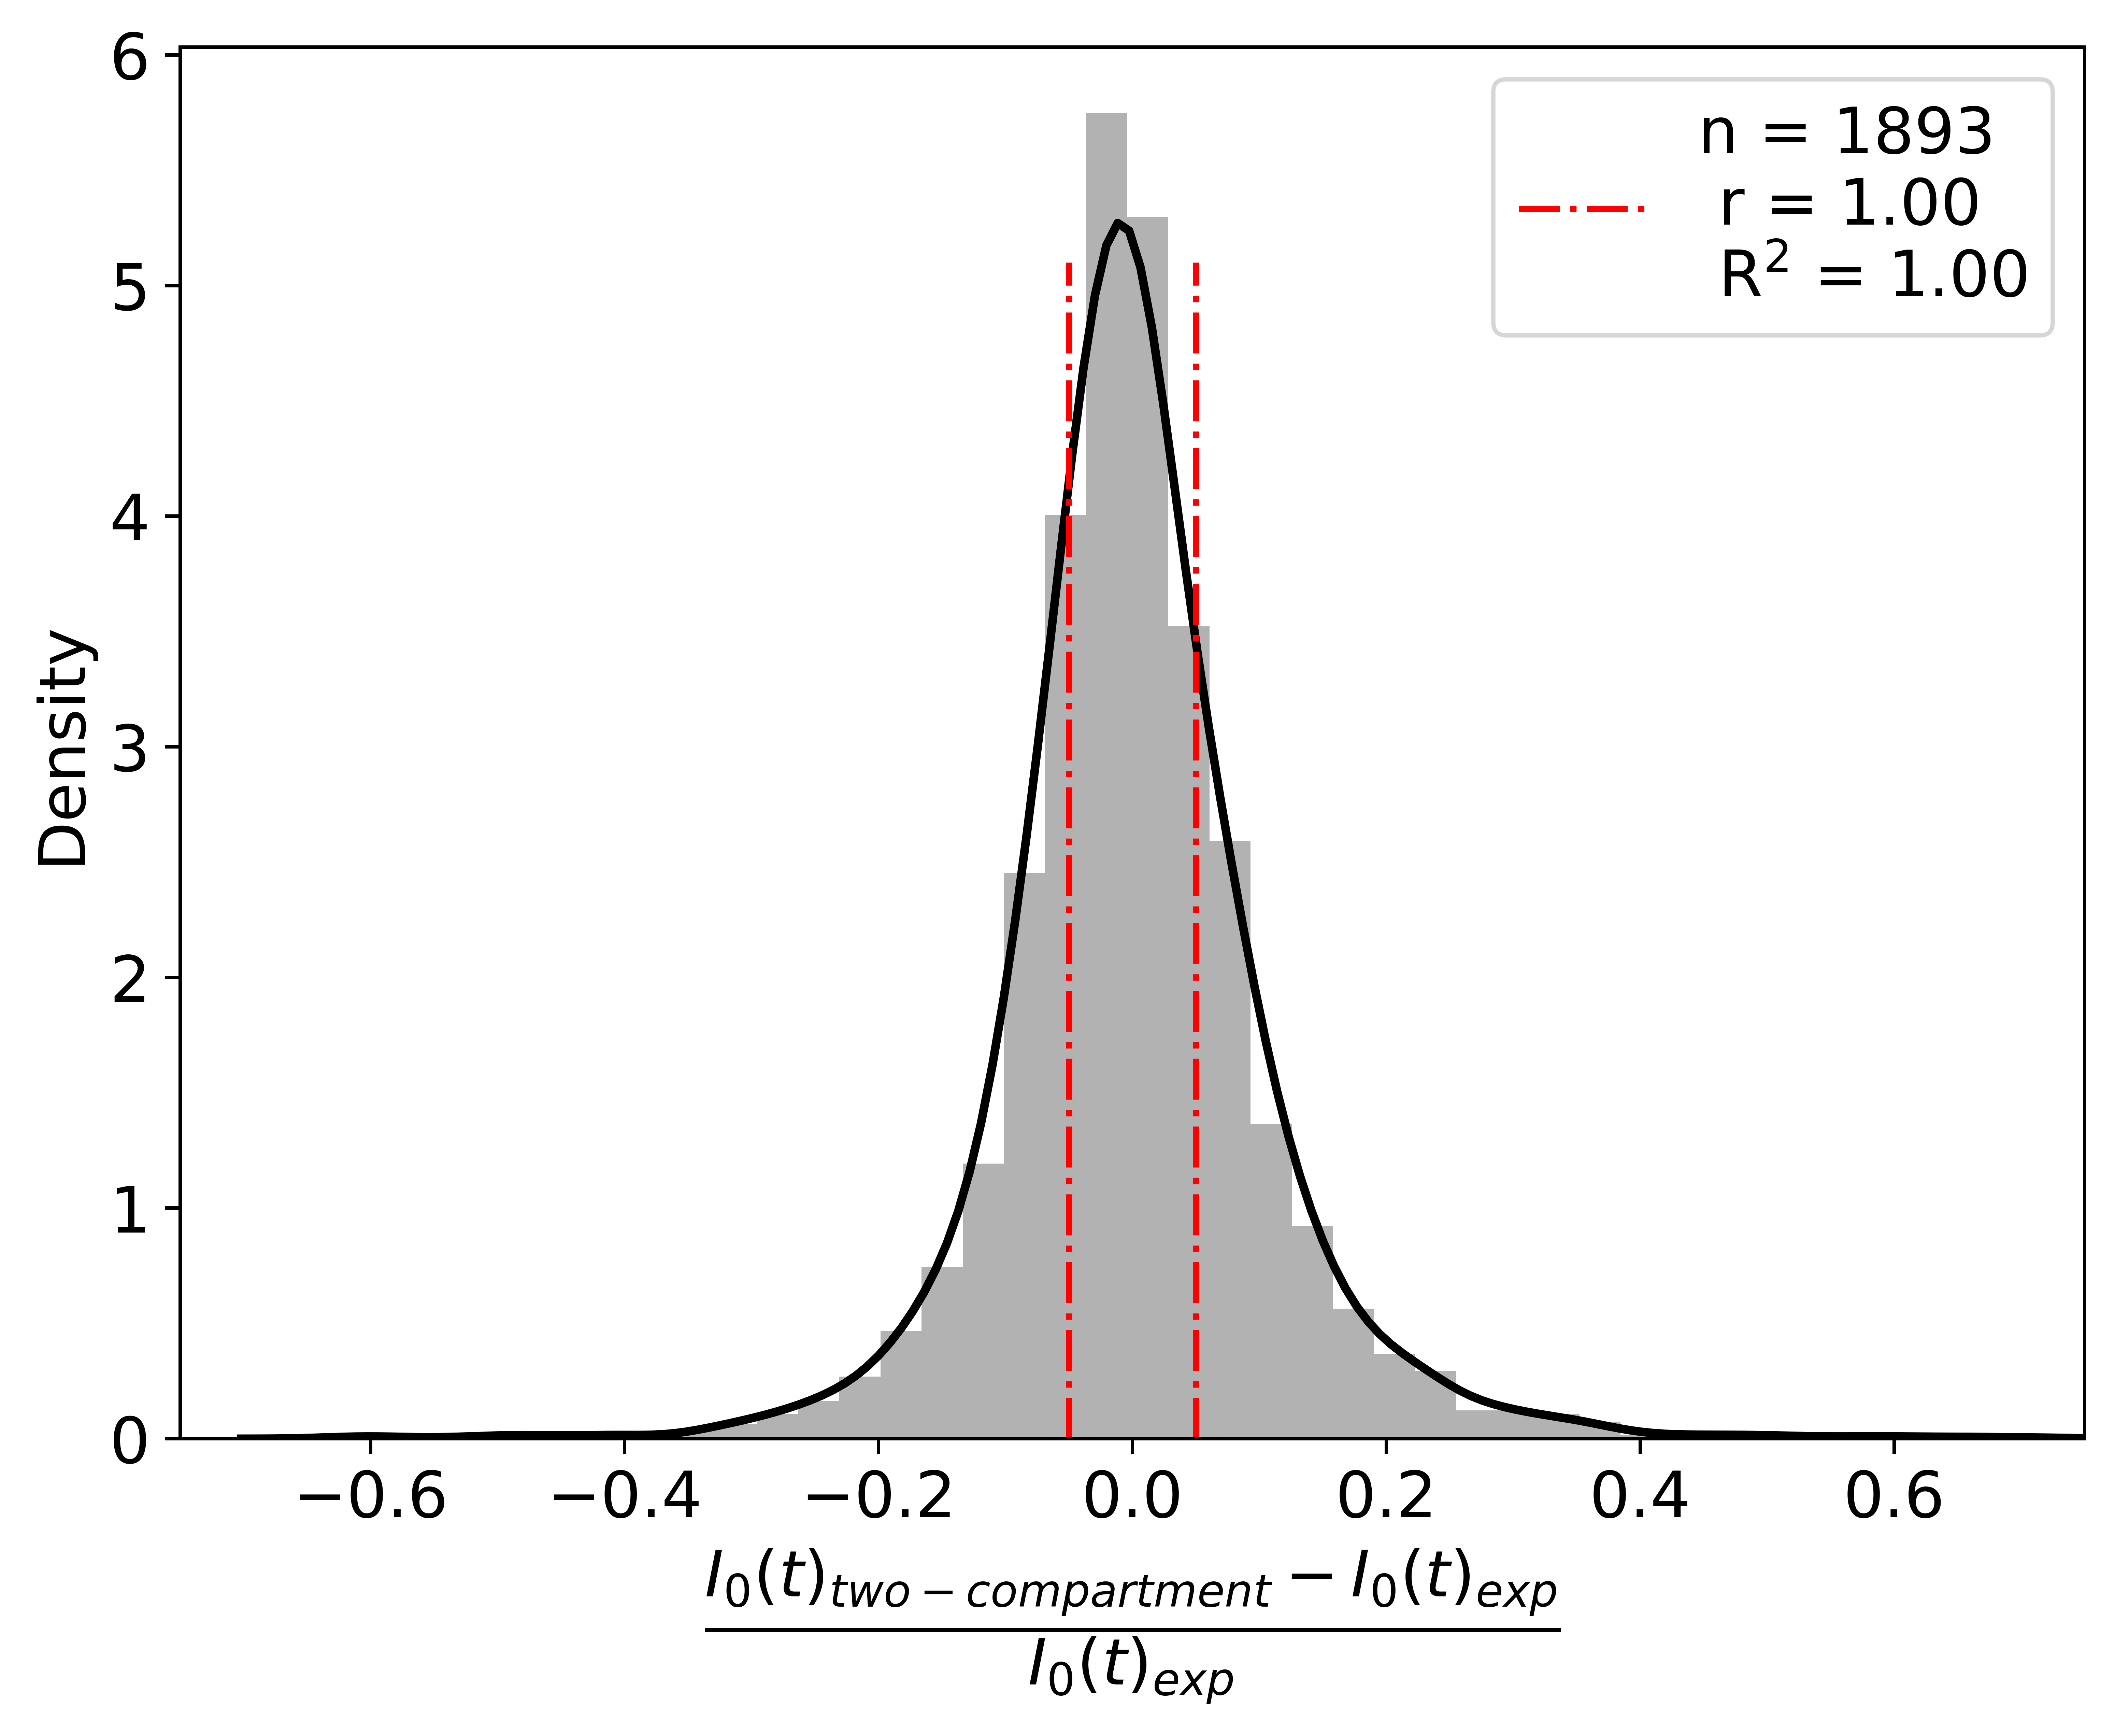 6
5
4
3
2
1
0
Density
n = 1893
r = 1.00
R² = 1.00
−0.6 −0.4 −0.2 0.0 0.2 0.4 0.6
I₀(t)two−compartment − I₀(t)exp
I₀(t)exp